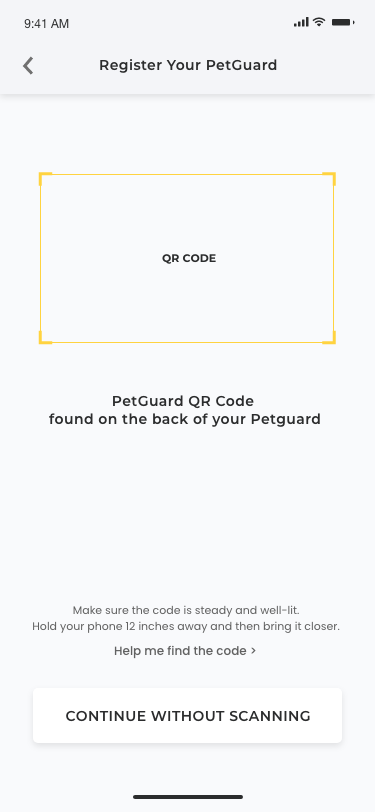 9:41 AM
Register Your PetGuard
QR CODE
PetGuard QR Code
found on the back of your Petguard
Make sure the code is steady and well-lit.
Hold your phone 12 inches away and then bring it closer.
Help me find the code >
CONTINUE WITHOUT SCANNING